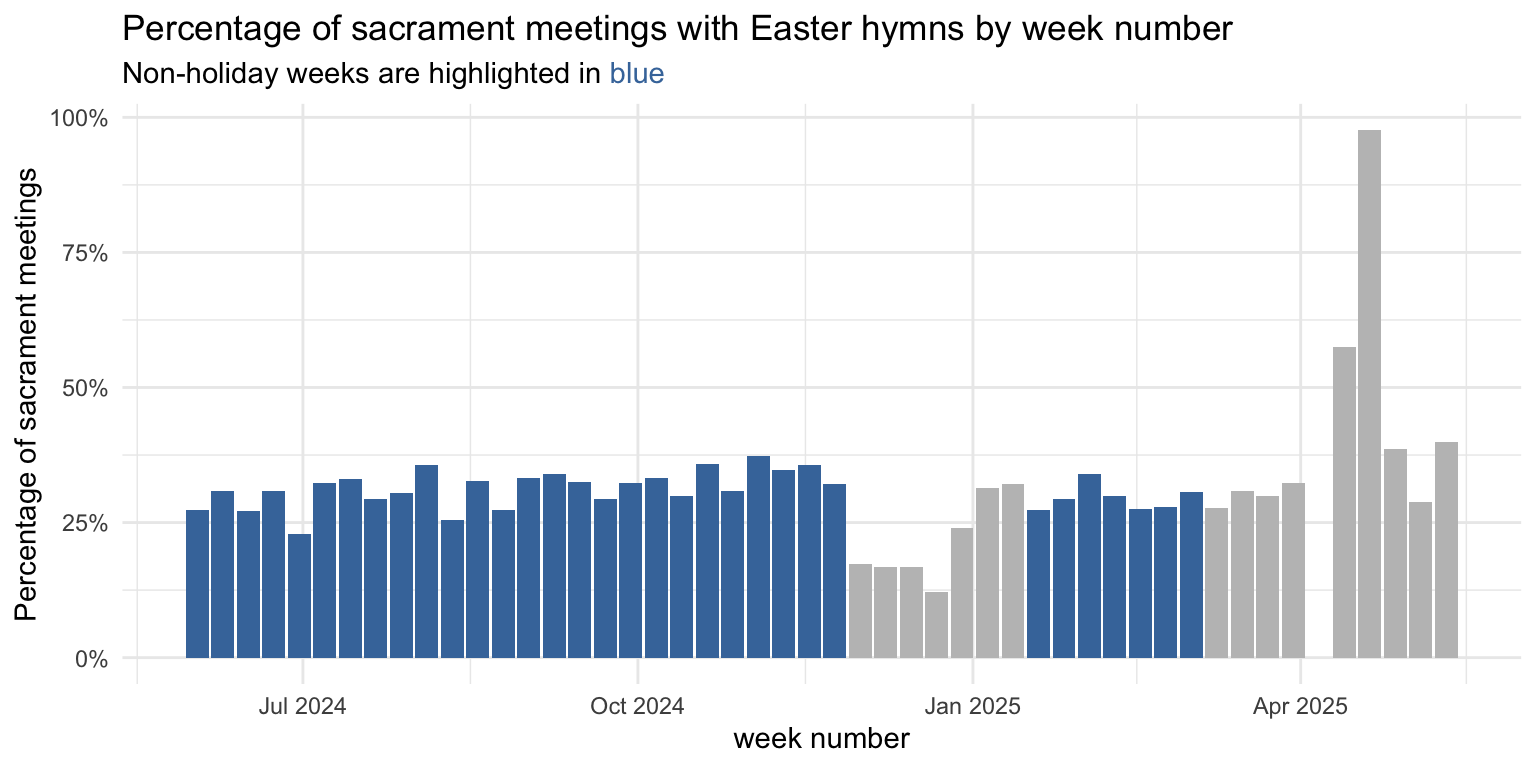 Percentage of sacrament meetings with Easter hymns by week number
Non-holiday weeks are highlighted in blue
Percentage of sacrament meetings
100%
75%
50%
25%
0%
Jul 2024
Oct 2024
Jan 2025
Apr 2025
week number